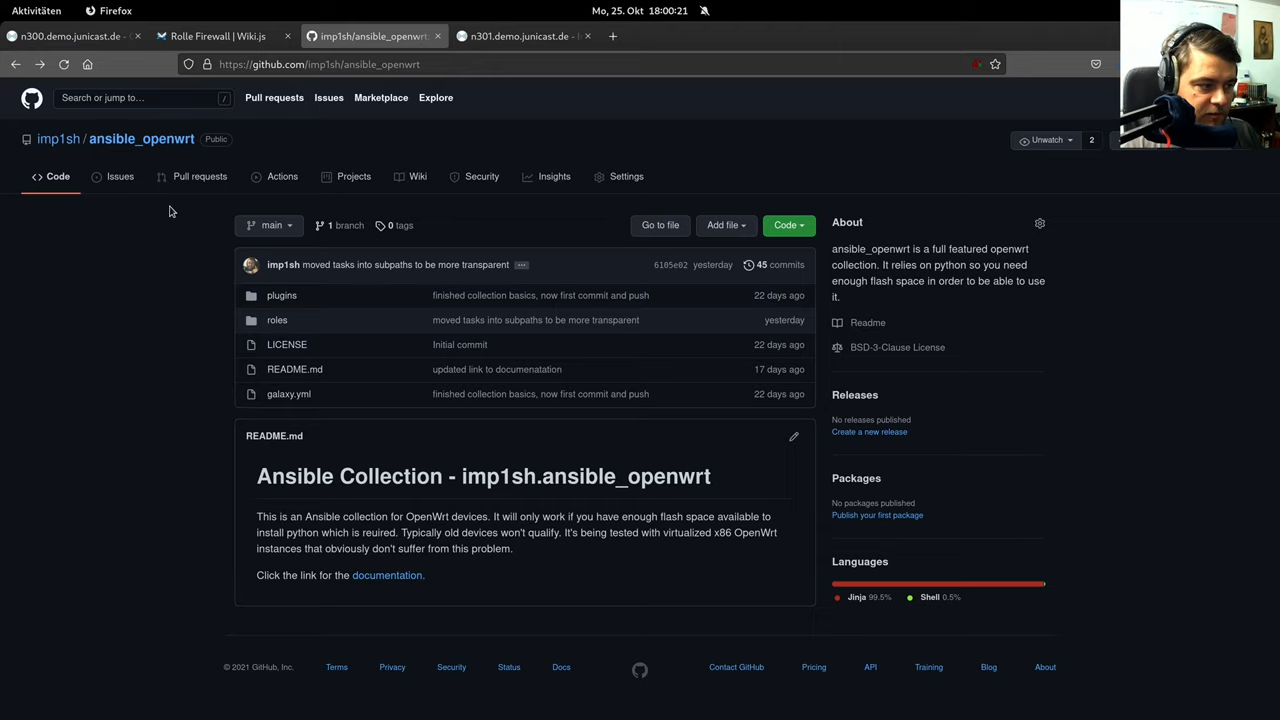 Aktivitäten Firefox Mo, 25. Okt 18:00:21
n300.demo.junicast.de - Rolle Firewall | Wiki.js imp1sh/ansible_openwrt: n301.demo.junicast.de -
https://github.com/imp1sh/ansible_openwrt
Search or jump to… / Pull requests Issues Marketplace Explore
imp1sh / ansible_openwrt Public Unwatch 2
Code Issues Pull requests Actions Projects Wiki Security Insights Settings
main 1 branch 0 tags Go to file Add file Code
imp1sh moved tasks into subpaths to be more transparent ··· 6105e02 yesterday 45 commits
plugins finished collection basics, now first commit and push 22 days ago
roles moved tasks into subpaths to be more transparent yesterday
LICENSE Initial commit 22 days ago
README.md updated link to documenatation 17 days ago
galaxy.yml finished collection basics, now first commit and push 22 days ago
README.md
Ansible Collection - imp1sh.ansible_openwrt
This is an Ansible collection for OpenWrt devices. It will only work if you have enough flash space available to
install python which is reuired. Typically old devices won't qualify. It's being tested with virtualized x86 OpenWrt
instances that obviously don't suffer from this problem.
Click the link for the documentation.
About
ansible_openwrt is a full featured openwrt
collection. It relies on python so you need
enough flash space in order to be able to use
it.
Readme
BSD-3-Clause License
Releases
No releases published
Create a new release
Packages
No packages published
Publish your first package
Languages
Jinja 99.5% Shell 0.5%
© 2021 GitHub, Inc. Terms Privacy Security Status Docs Contact GitHub Pricing API Training Blog About